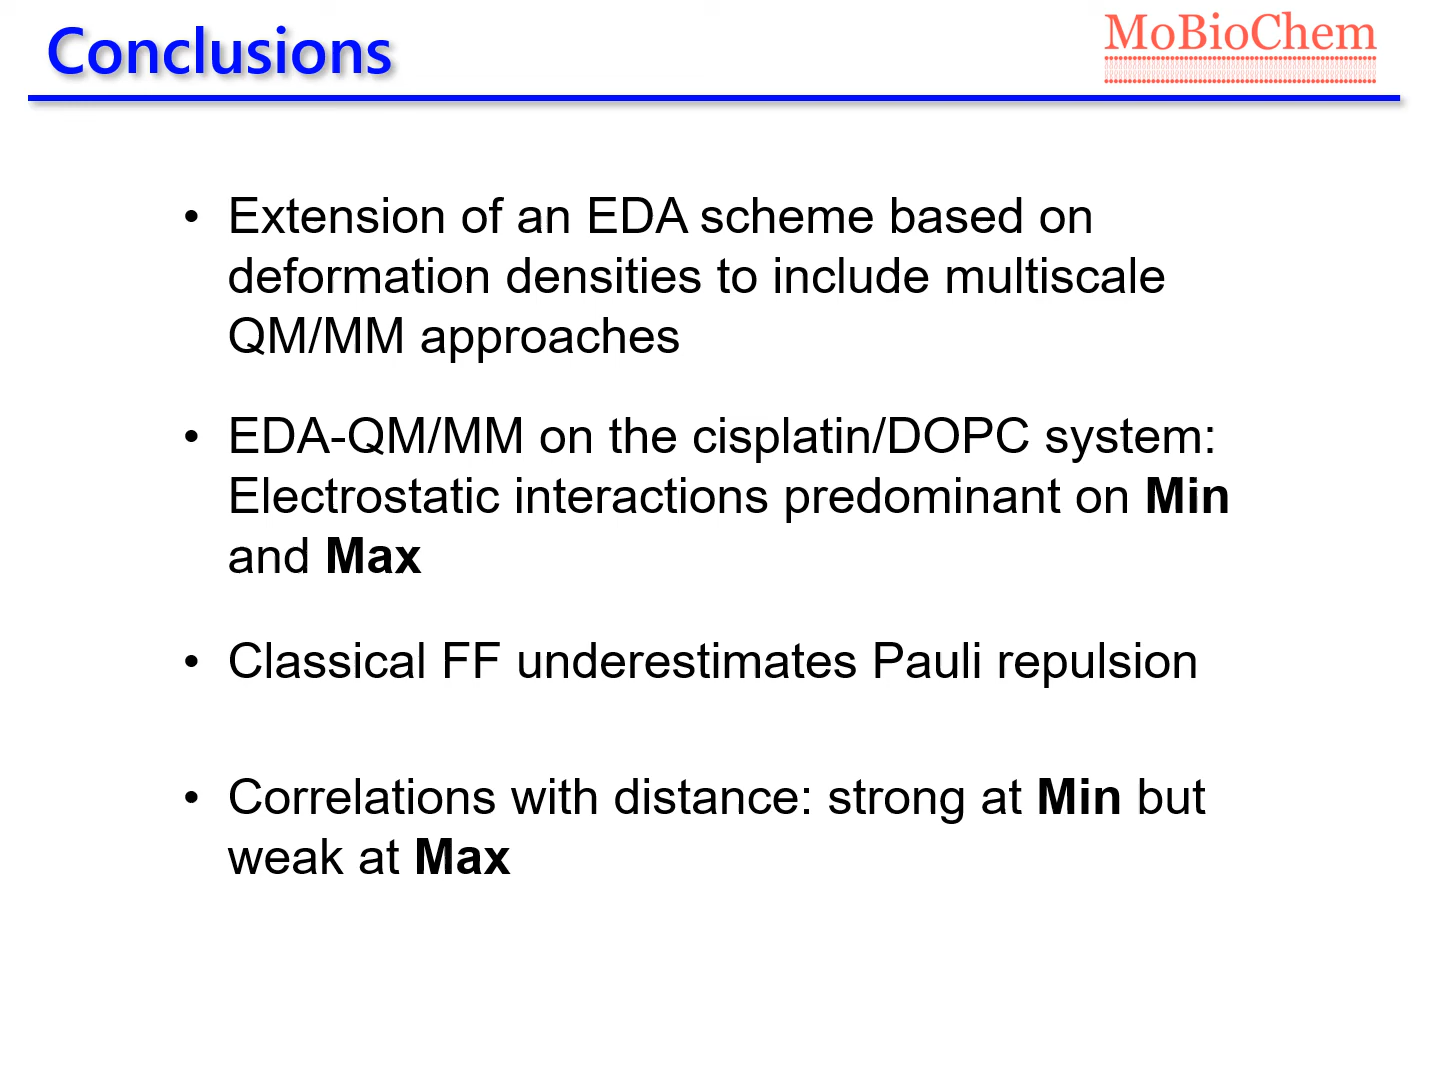 Conclusions
MoBioChem
• Extension of an EDA scheme based on
deformation densities to include multiscale
QM/MM approaches
• EDA-QM/MM on the cisplatin/DOPC system:
Electrostatic interactions predominant on Min
and Max
• Classical FF underestimates Pauli repulsion
• Correlations with distance: strong at Min but
weak at Max